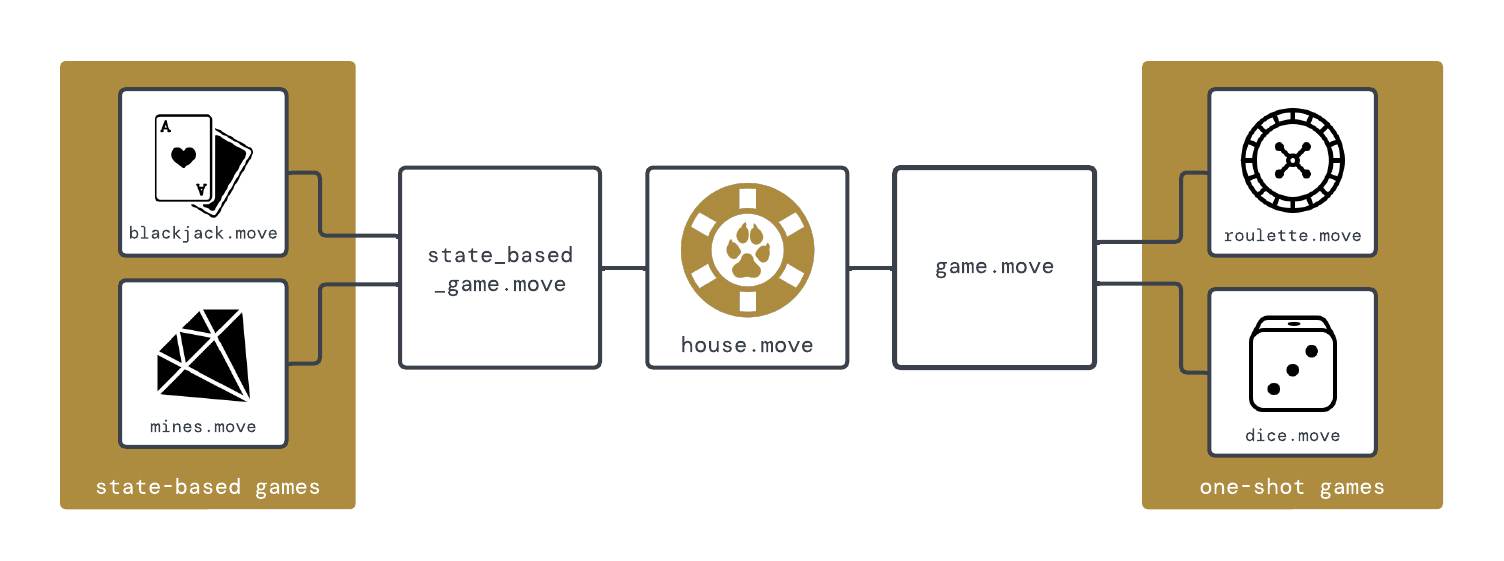 A
A
blackjack.move
mines.move
state-based games
state_based
_game.move
house.move
game.move
roulette.move
dice.move
one-shot games